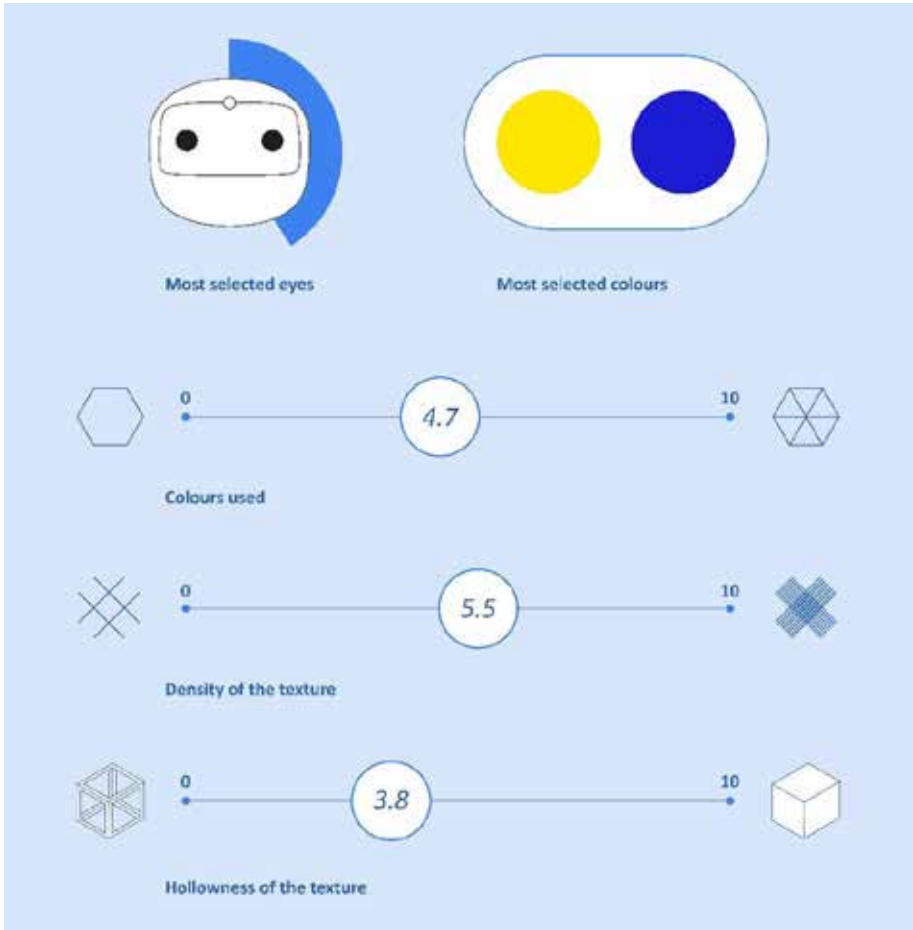 Most selected eyes
Most selected colours
0
4.7
10
Colours used
0
5.5
10
Density of the texture
0
3.8
10
Hollowness of the texture